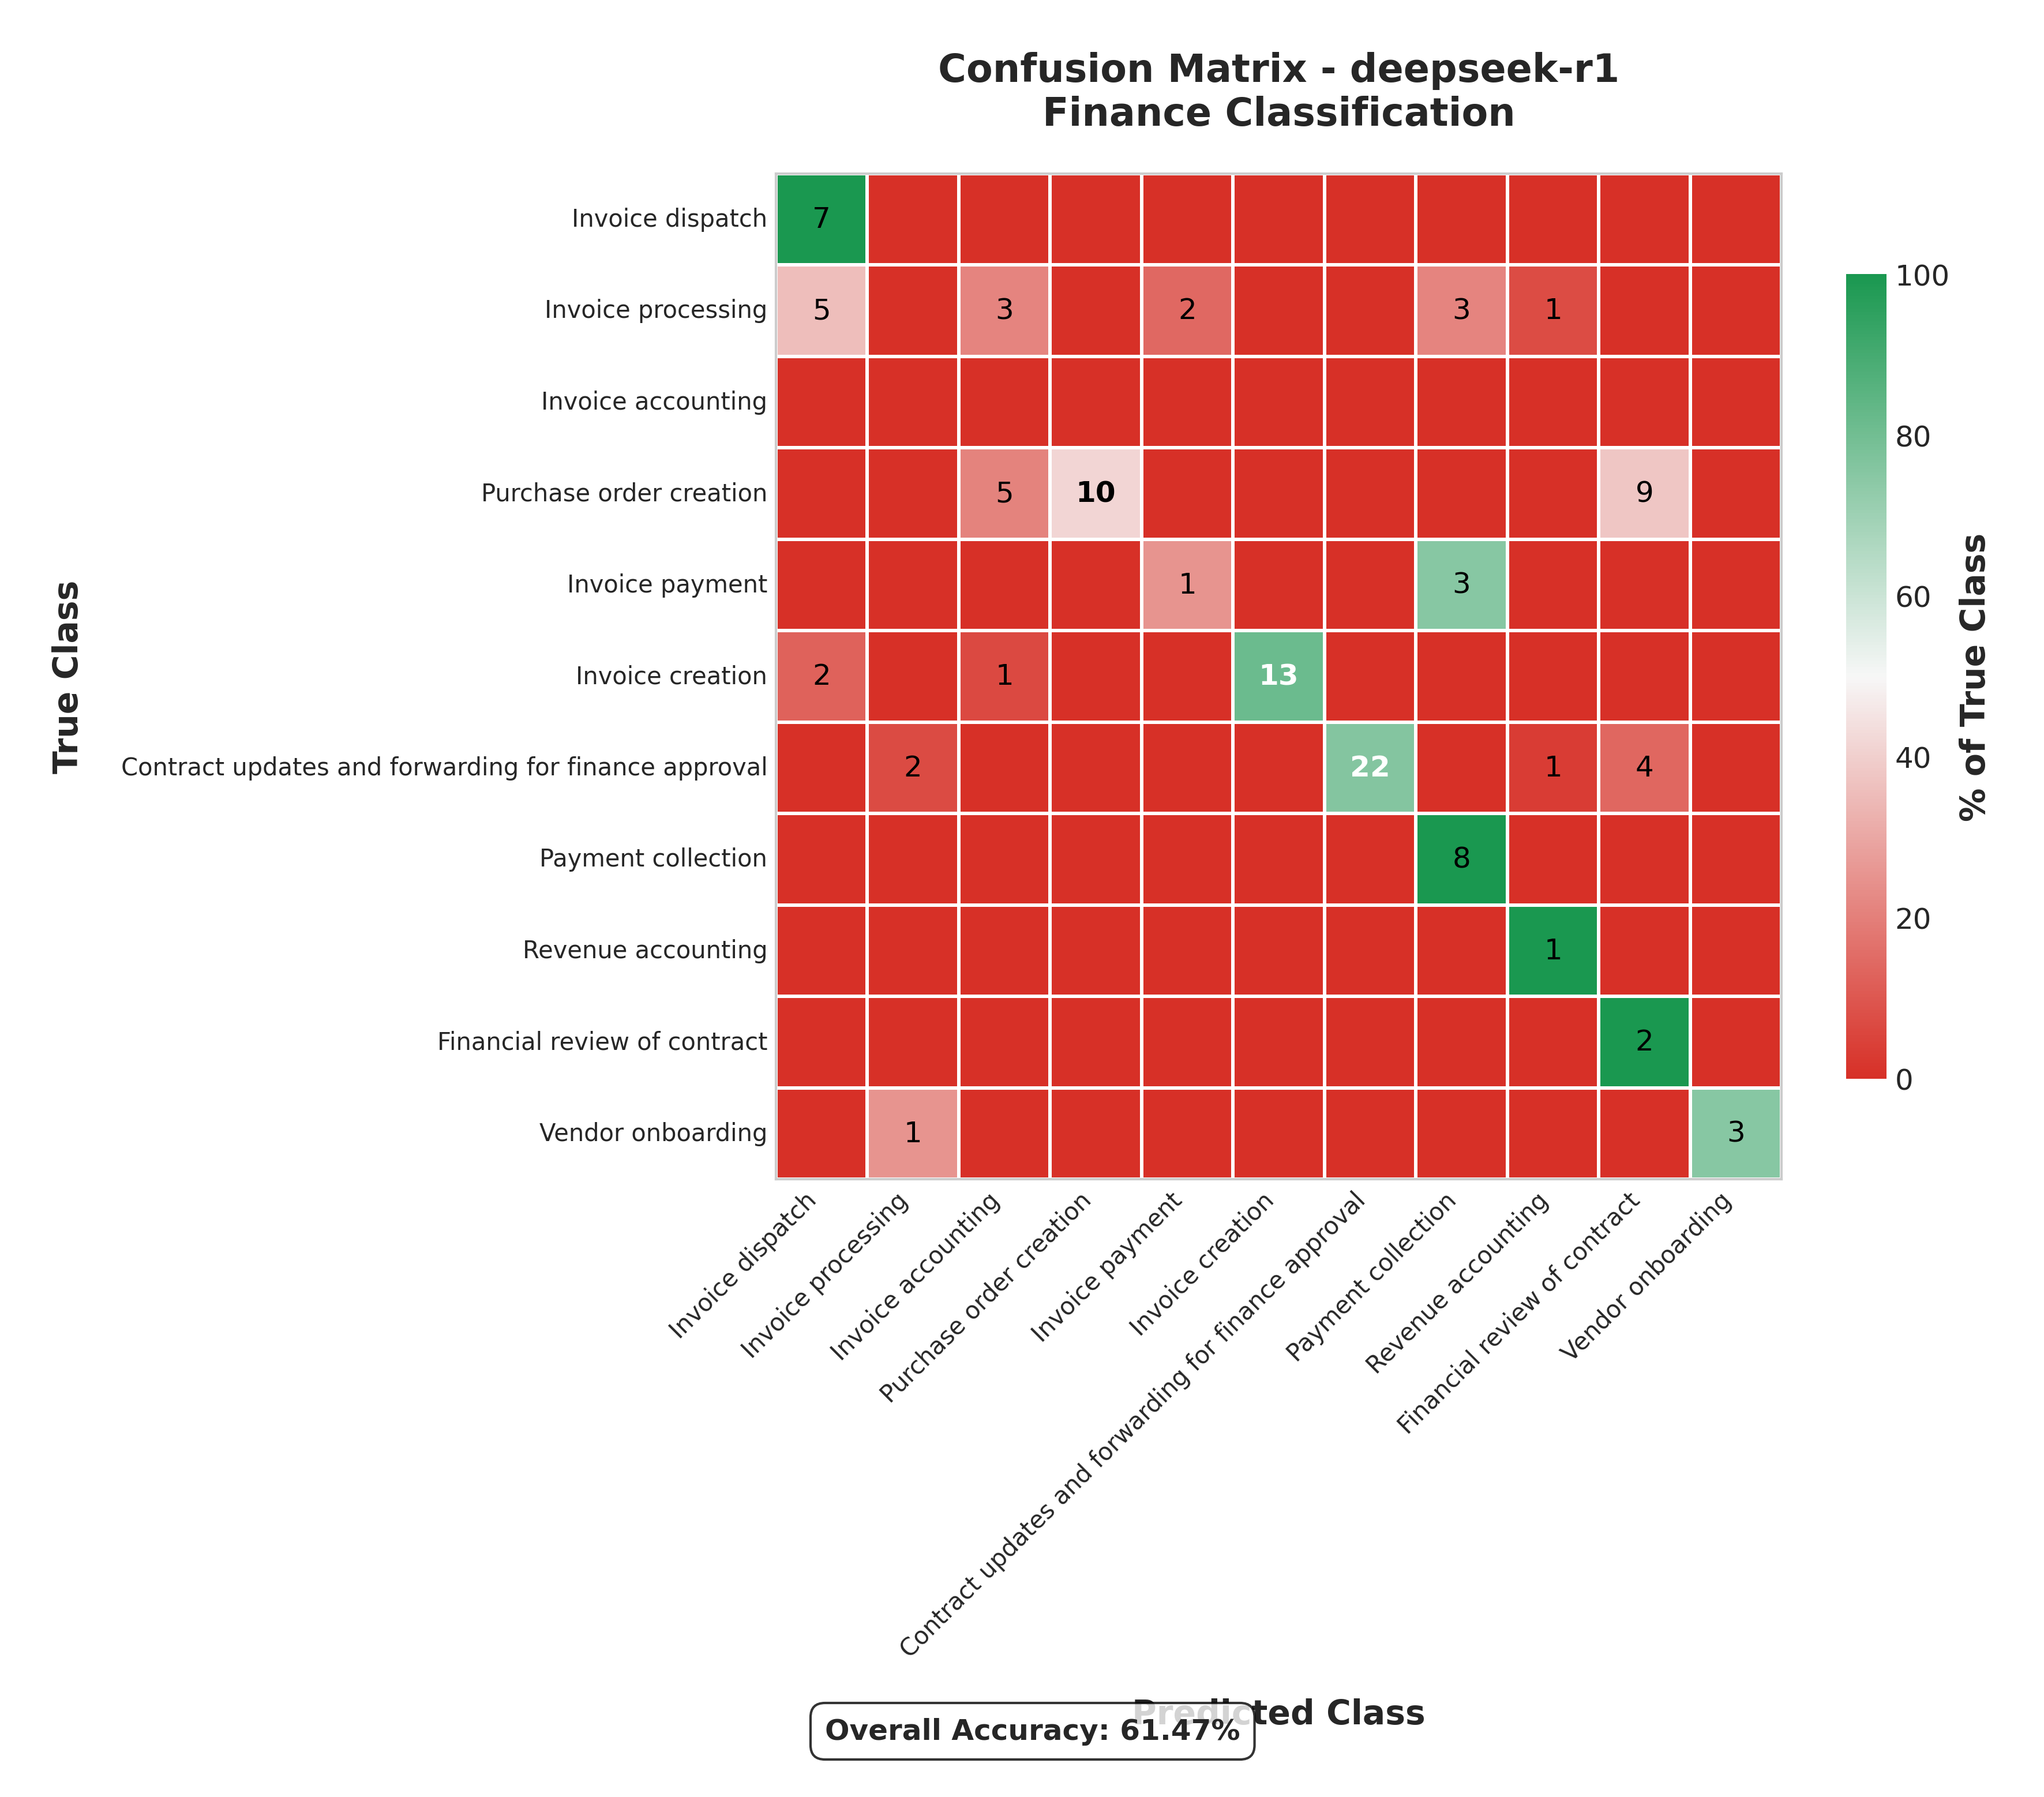 Confusion Matrix - deepseek-r1
Finance Classification
True Class
Invoice dispatch
7
Invoice processing
5 3 2 3 1
Invoice accounting
Purchase order creation
5 10 9
Invoice payment
1 3
Invoice creation
2 1 13
Contract updates and forwarding for finance approval
2 22 1 4
Payment collection
8
Revenue accounting
1
Financial review of contract
2
Vendor onboarding
1 3
Invoice dispatch
Invoice processing
Invoice accounting
Purchase order creation
Invoice payment
Invoice creation
Contract updates and forwarding for finance approval
Payment collection
Revenue accounting
Financial review of contract
Vendor onboarding
Predicted Class
Overall Accuracy: 61.47%
100
80
60
40
20
0
% of True Class